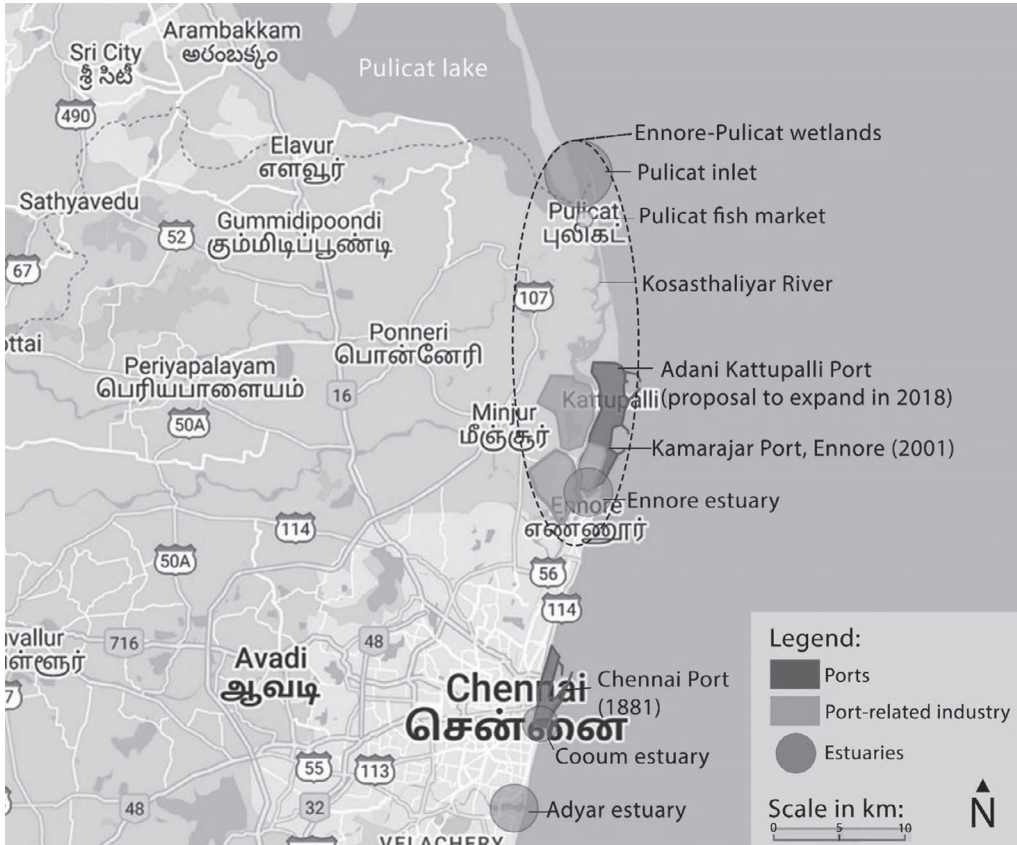 Arambakkam
அரம்பக்கம்
Sri City
ஸ்ரீ சிட்டி
Pulicat lake
490
Ennore-Pulicat wetlands
Elavur
எளவூர்
Pulicat inlet
Sathyavedu
Pulicat
புலிகட்
Pulicat fish market
Gummidipoondi
கும்மிடிப்பூண்டி
52
67
Kosasthaliyar River
107
ottai
Ponneri
பொன்னேரி
Periyapalayam
பெரியபாளையம்
Adani Kattupalli Port
(proposal to expand in 2018)
16
Kattupalli
Minjur
மீஞ்சூர்
50A
Kamarajar Port, Ennore (2001)
Ennore estuary
Ennore
எண்ணூர்
114
50A
56
114
vallur
ள்ளூர்
716
48
Legend:
Avadi
ஆவடி
Ports
Chennai
சென்னை
Chennai Port
(1881)
7
Port-related industry
Cooum estuary
Estuaries
55
113
48
32
Adyar estuary
Scale in km:
0 5 10
N
VELACHERY